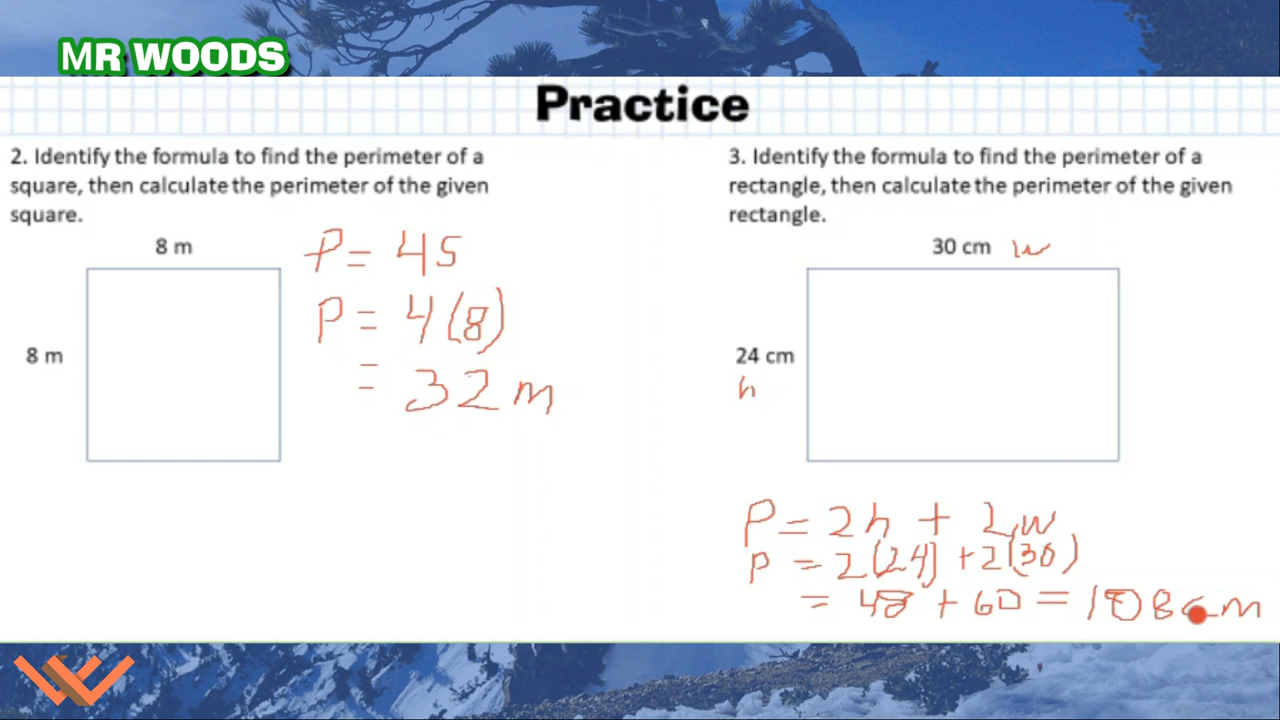 MR WOODS
Practice
2. Identify the formula to find the perimeter of a
square, then calculate the perimeter of the given
square.
8 m
8 m
P = 4S
P = 4(8)
= 32 m
3. Identify the formula to find the perimeter of a
rectangle, then calculate the perimeter of the given
rectangle.
30 cm w
24 cm
h
P = 2h + 2w
P = 2(24) + 2(30)
= 48 + 60 = 108 cm